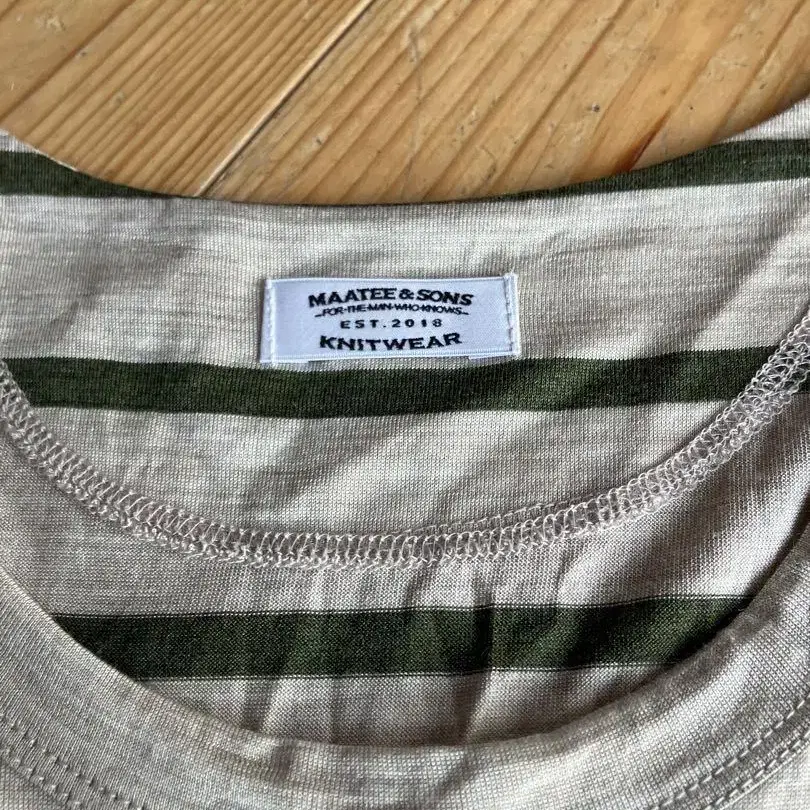 MAATEE & SONS
-FOR-THE-MAN-WHO-KNOWS-
EST. 2018
KNITWEAR